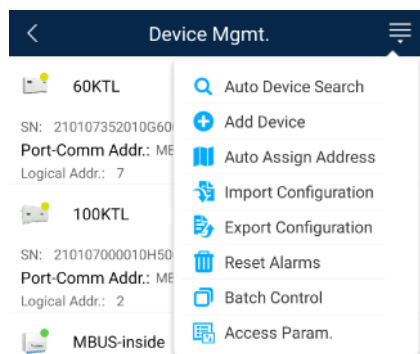 Device Mgmt.
60KTL
SN: 210107352010G60
Port-Comm Addr.: ME
Logical Addr.: 7
100KTL
SN: 210107000010H50
Port-Comm Addr.: ME
Logical Addr.: 2
MBUS-inside
Auto Device Search
Add Device
Auto Assign Address
Import Configuration
Export Configuration
Reset Alarms
Batch Control
Access Param.